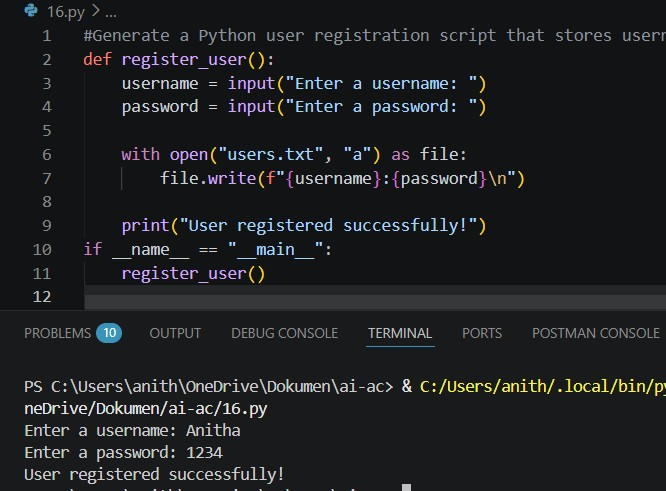 16.py > ...
1 #Generate a Python user registration script that stores usern
2 def register_user():
3     username = input("Enter a username: ")
4     password = input("Enter a password: ")
5
6     with open("users.txt", "a") as file:
7         file.write(f"{username}:{password}\n")
8
9     print("User registered successfully!")
10 if __name__ == "__main__":
11     register_user()
12
PROBLEMS 10 OUTPUT DEBUG CONSOLE TERMINAL PORTS POSTMAN CONSOLE
PS C:\Users\anith\OneDrive\Dokumen\ai-ac> & C:/Users/anith/.local/bin/py
neDrive/Dokumen/ai-ac/16.py
Enter a username: Anitha
Enter a password: 1234
User registered successfully!